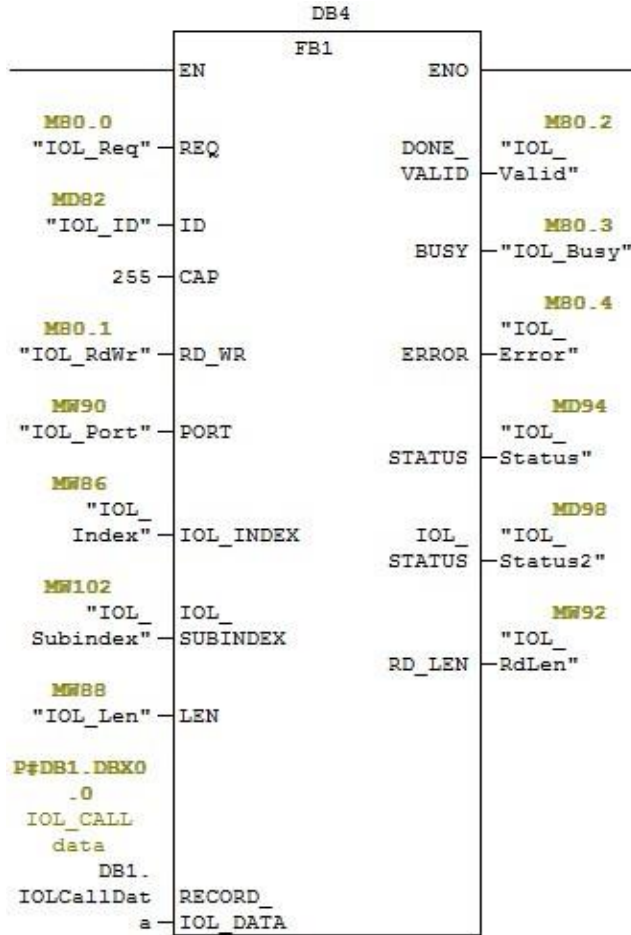 DB4
FB1
EN
ENO
M80.0
"IOL_Req"
REQ
MD82
"IOL_ID"
ID
255
CAP
M80.1
"IOL_RdWr"
RD_WR
MW90
"IOL_Port"
PORT
MW86
"IOL_
Index"
IOL_INDEX
MW102
"IOL_
Subindex"
IOL_
SUBINDEX
MW88
"IOL_Len"
LEN
P#DB1.DBX0
.0
IOL_CALL
data
DB1.
IOLCallDat
a
RECORD_
IOL_DATA
M80.2
DONE_
VALID
"IOL_
Valid"
M80.3
BUSY
"IOL_Busy"
M80.4
"IOL_
ERROR
Error"
MD94
"IOL_
STATUS
Status"
MD98
IOL_
STATUS
"IOL_
Status2"
MW92
"IOL_
RD_LEN
RdLen"